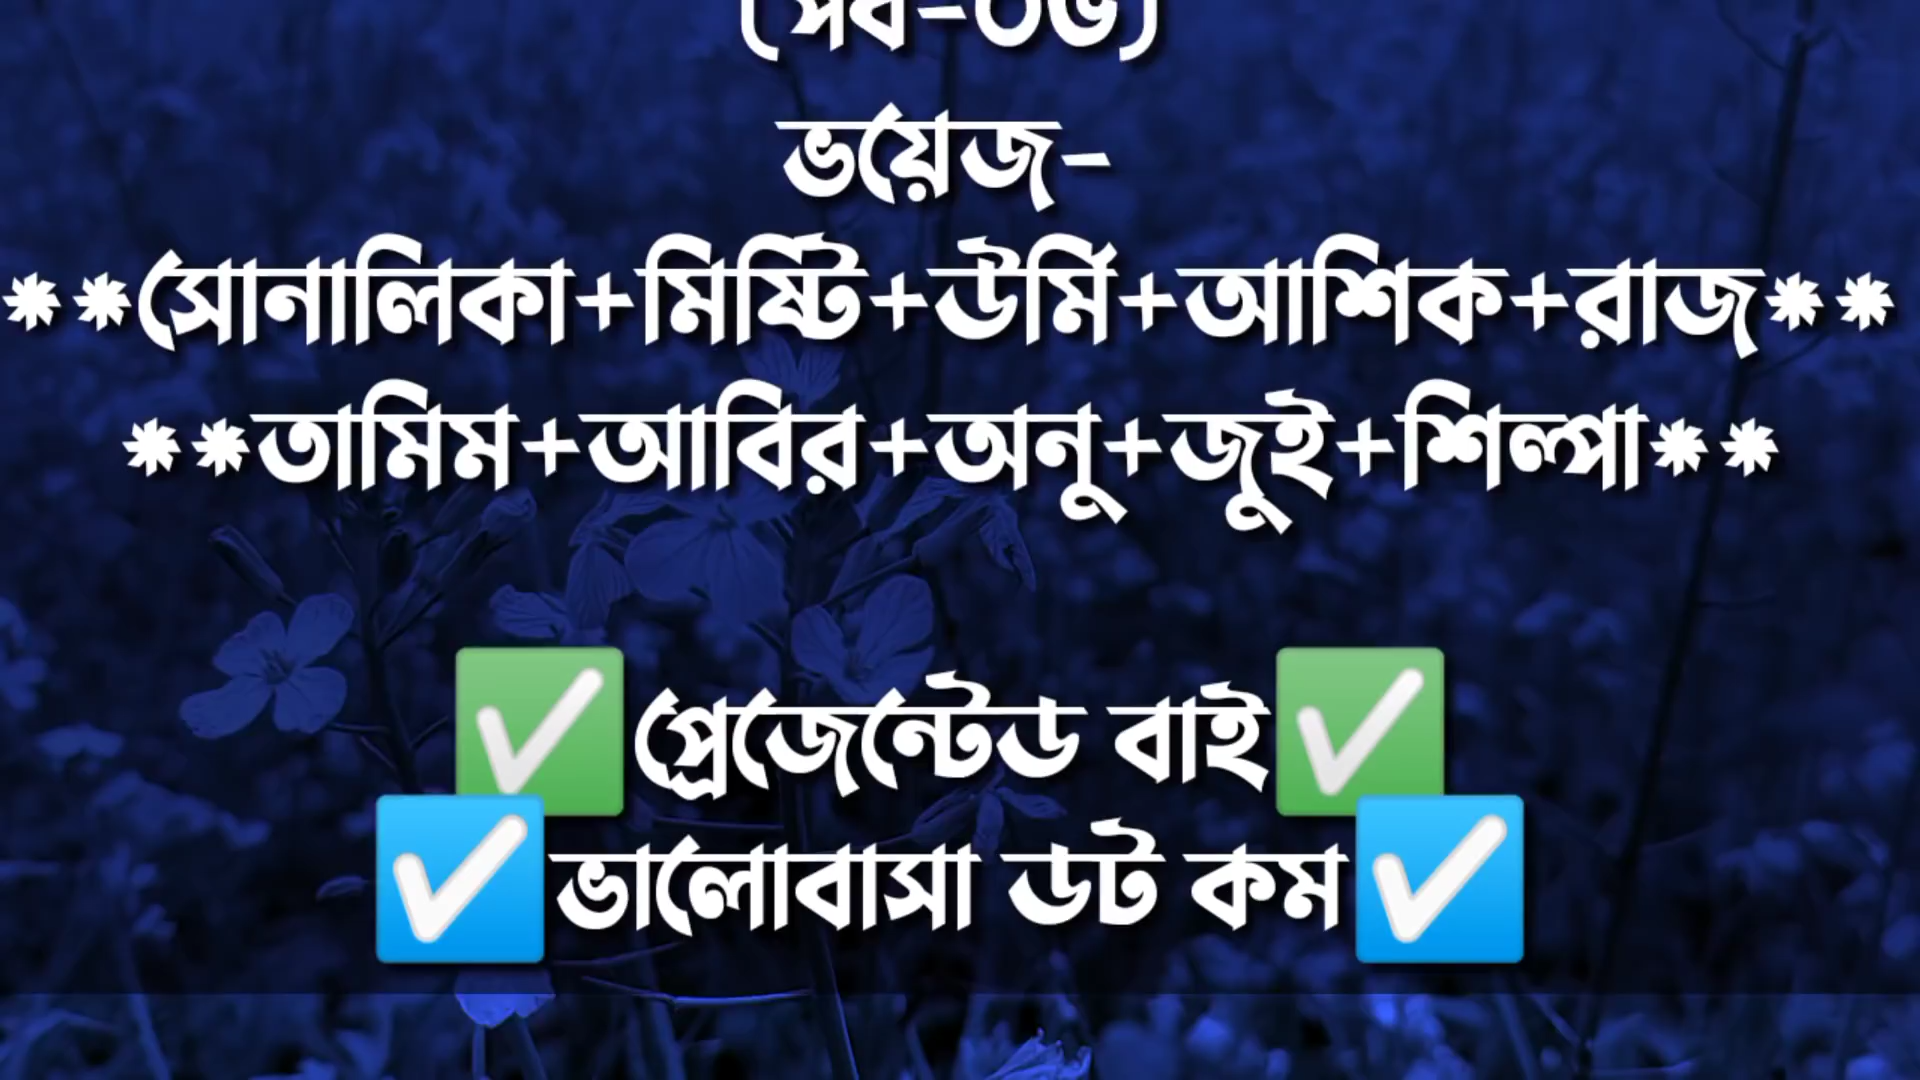 ভয়েজ-
**সোনালিকা+মিষ্টি+ঊর্মি+আশিক+রাজ**
**তামিম+আবির+অনু+জুই+শিল্পা**
✅প্রেজেন্টেড বাই✅
☑ভালোবাসা ডট কম☑